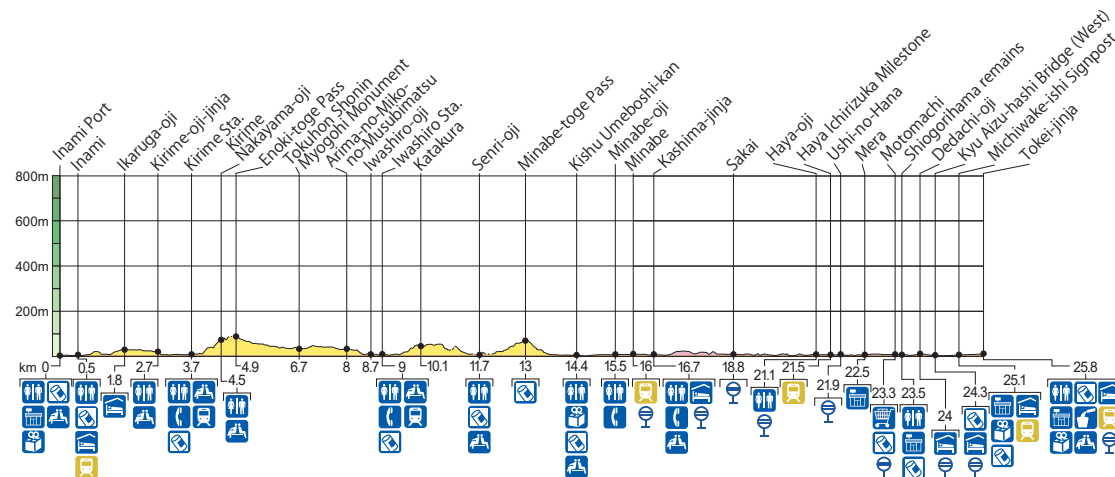 Inami Port
Inami
Ikaruga-oji
Kirime-oji-jinja
Kirime Sta.
Kirime
Nakayama-oji
Enoki-toge Pass
Tokuhon Shonin
Myogohi Monument
Arima-no-Miko-
no-Musubimatsu
Iwashiro-oji
Iwashiro Sta.
Katakura
Senri-oji
Minabe-toge Pass
Kishu Umeboshi-kan
Minabe-oji
Minabe
Kashima-jinja
Sakai
Haya-oji
Haya Ichirizuka Milestone
Ushi-no-Hana
Mera
Motomachi
Shiogorihama remains
Dedachi-oji
Kyu Aizu-hashi Bridge (West)
Michiwake-ishi Signpost
Tokei-jinja
800m
600m
400m
200m
km 0
0.5
1.8
2.7
3.7
4.5
4.9
6.7
8
8.7
9
10.1
11.7
13
14.4
15.5
16
16.7
18.8
21.1
21.5
21.9
22.5
23.3
23.5
24
24.3
25.1
25.8